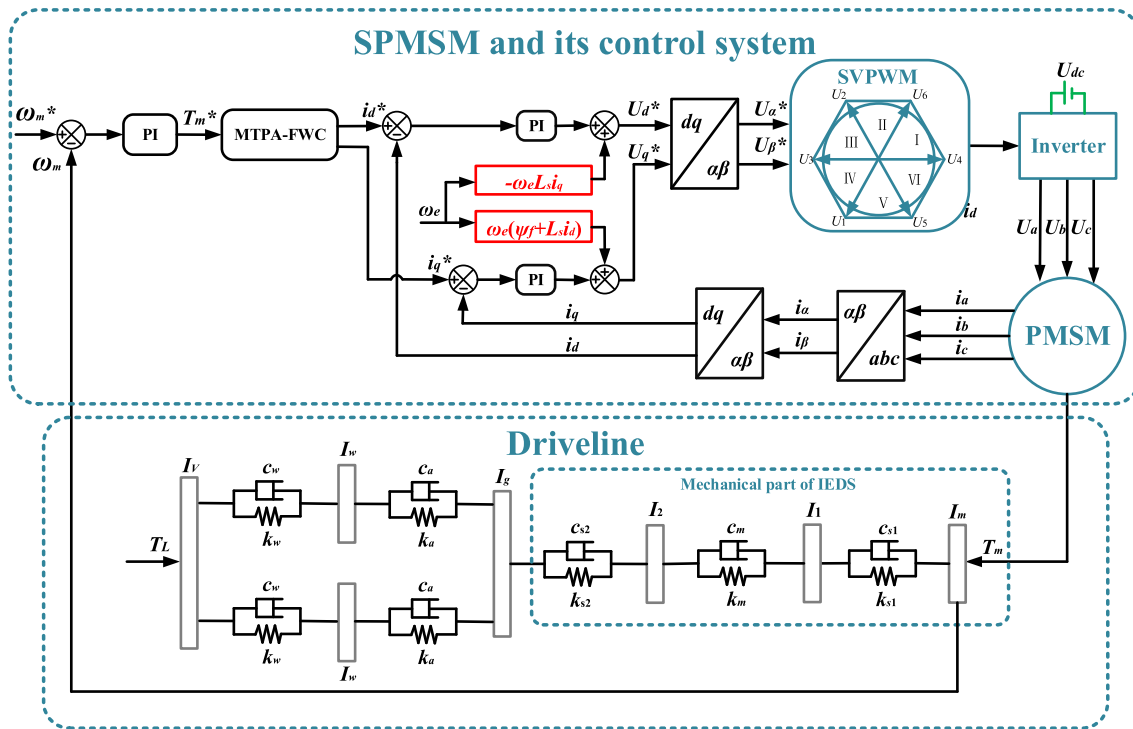 SPMSM and its control system
ωm*
ωm
PI
Tm*
MTPA-FWC
id*
PI
Ud*
Uq*
dq
αβ
Uα*
Uβ*
SVPWM
U2
U6
U3
U4
U1
U5
I
II
III
IV
V
VI
id
Udc
Inverter
Ua
Ub
Uc
-ωeLsiq
ωe
ωe(ψf+Lsid)
iq*
PI
iq
id
dq
αβ
iα
iβ
αβ
abc
ia
ib
ic
PMSM
Driveline
Mechanical part of IEDS
IV
cw
kw
Iw
ca
ka
Ig
cs2
ks2
I2
cm
km
I1
cs1
ks1
Im
Tm
TL
cw
kw
Iw
ca
ka